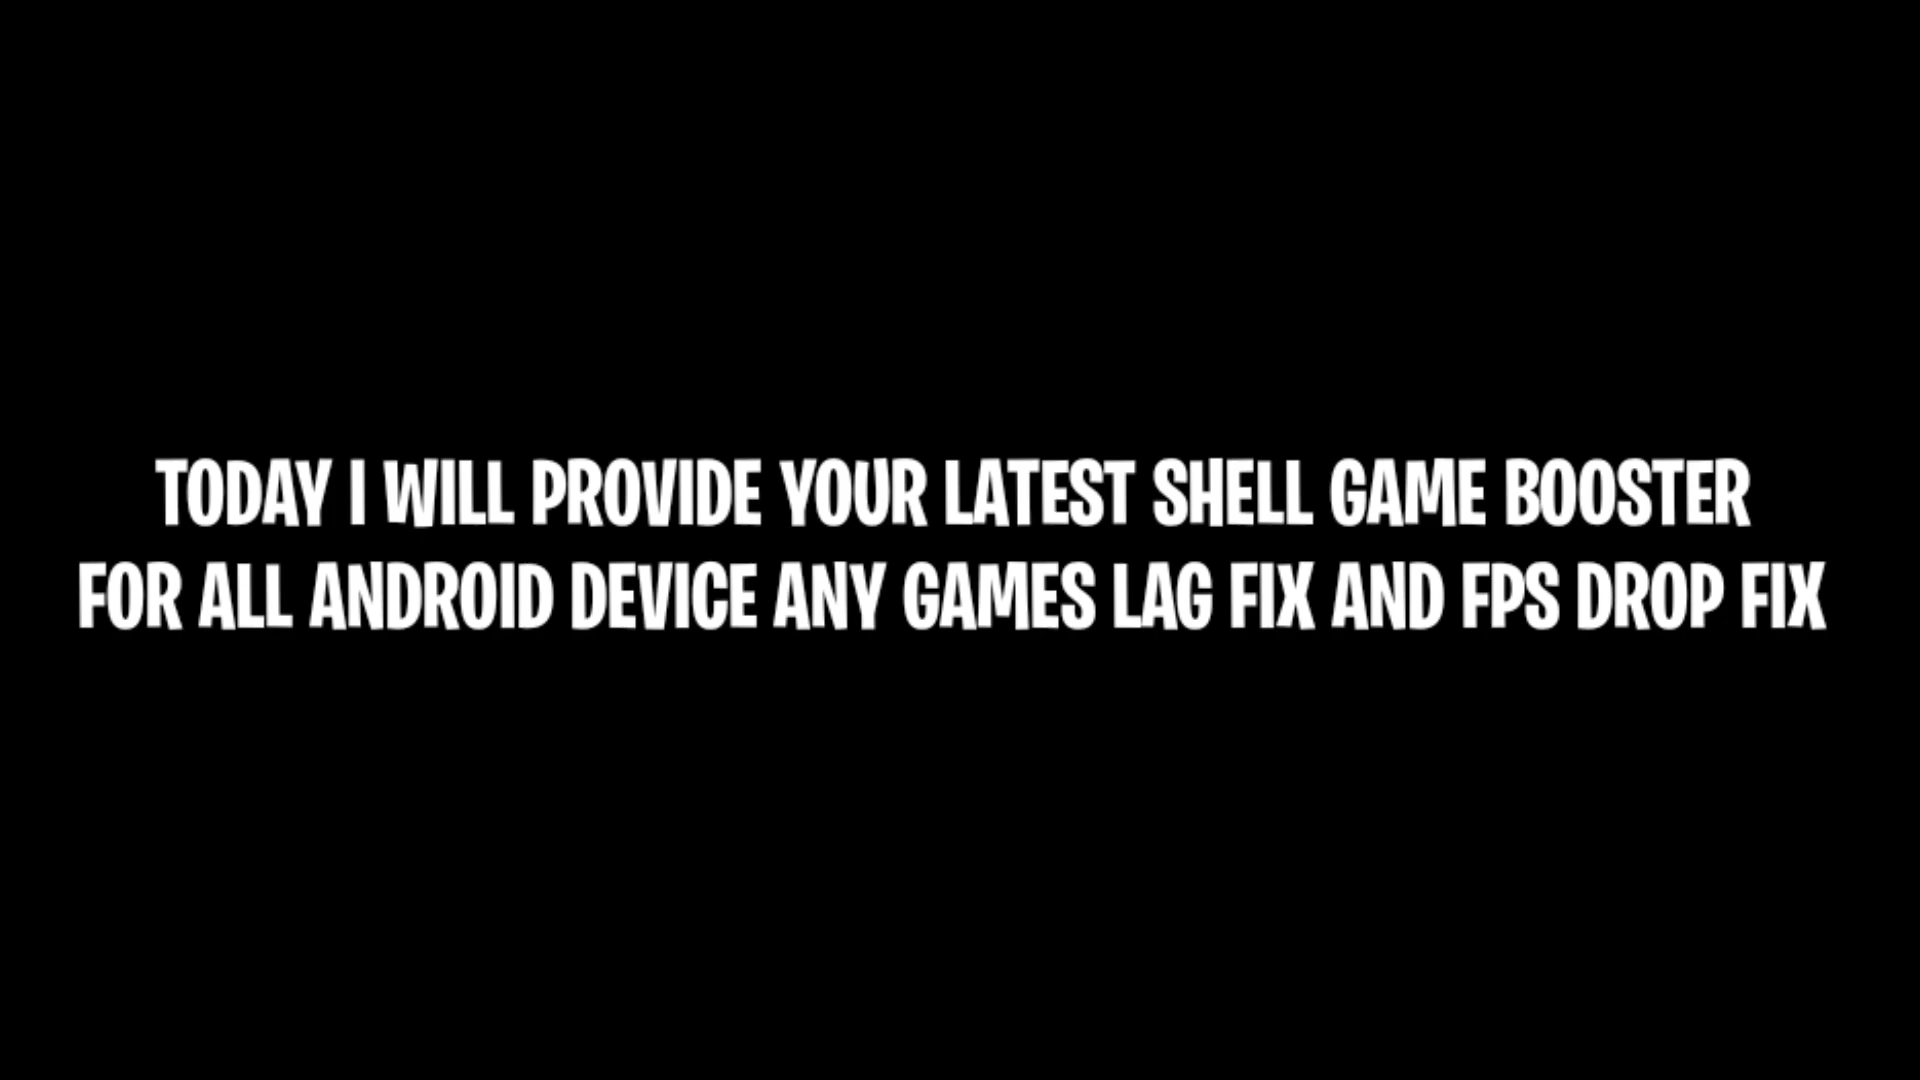 TODAY I WILL PROVIDE YOUR LATEST SHELL GAME BOOSTER
FOR ALL ANDROID DEVICE ANY GAMES LAG FIX AND FPS DROP FIX